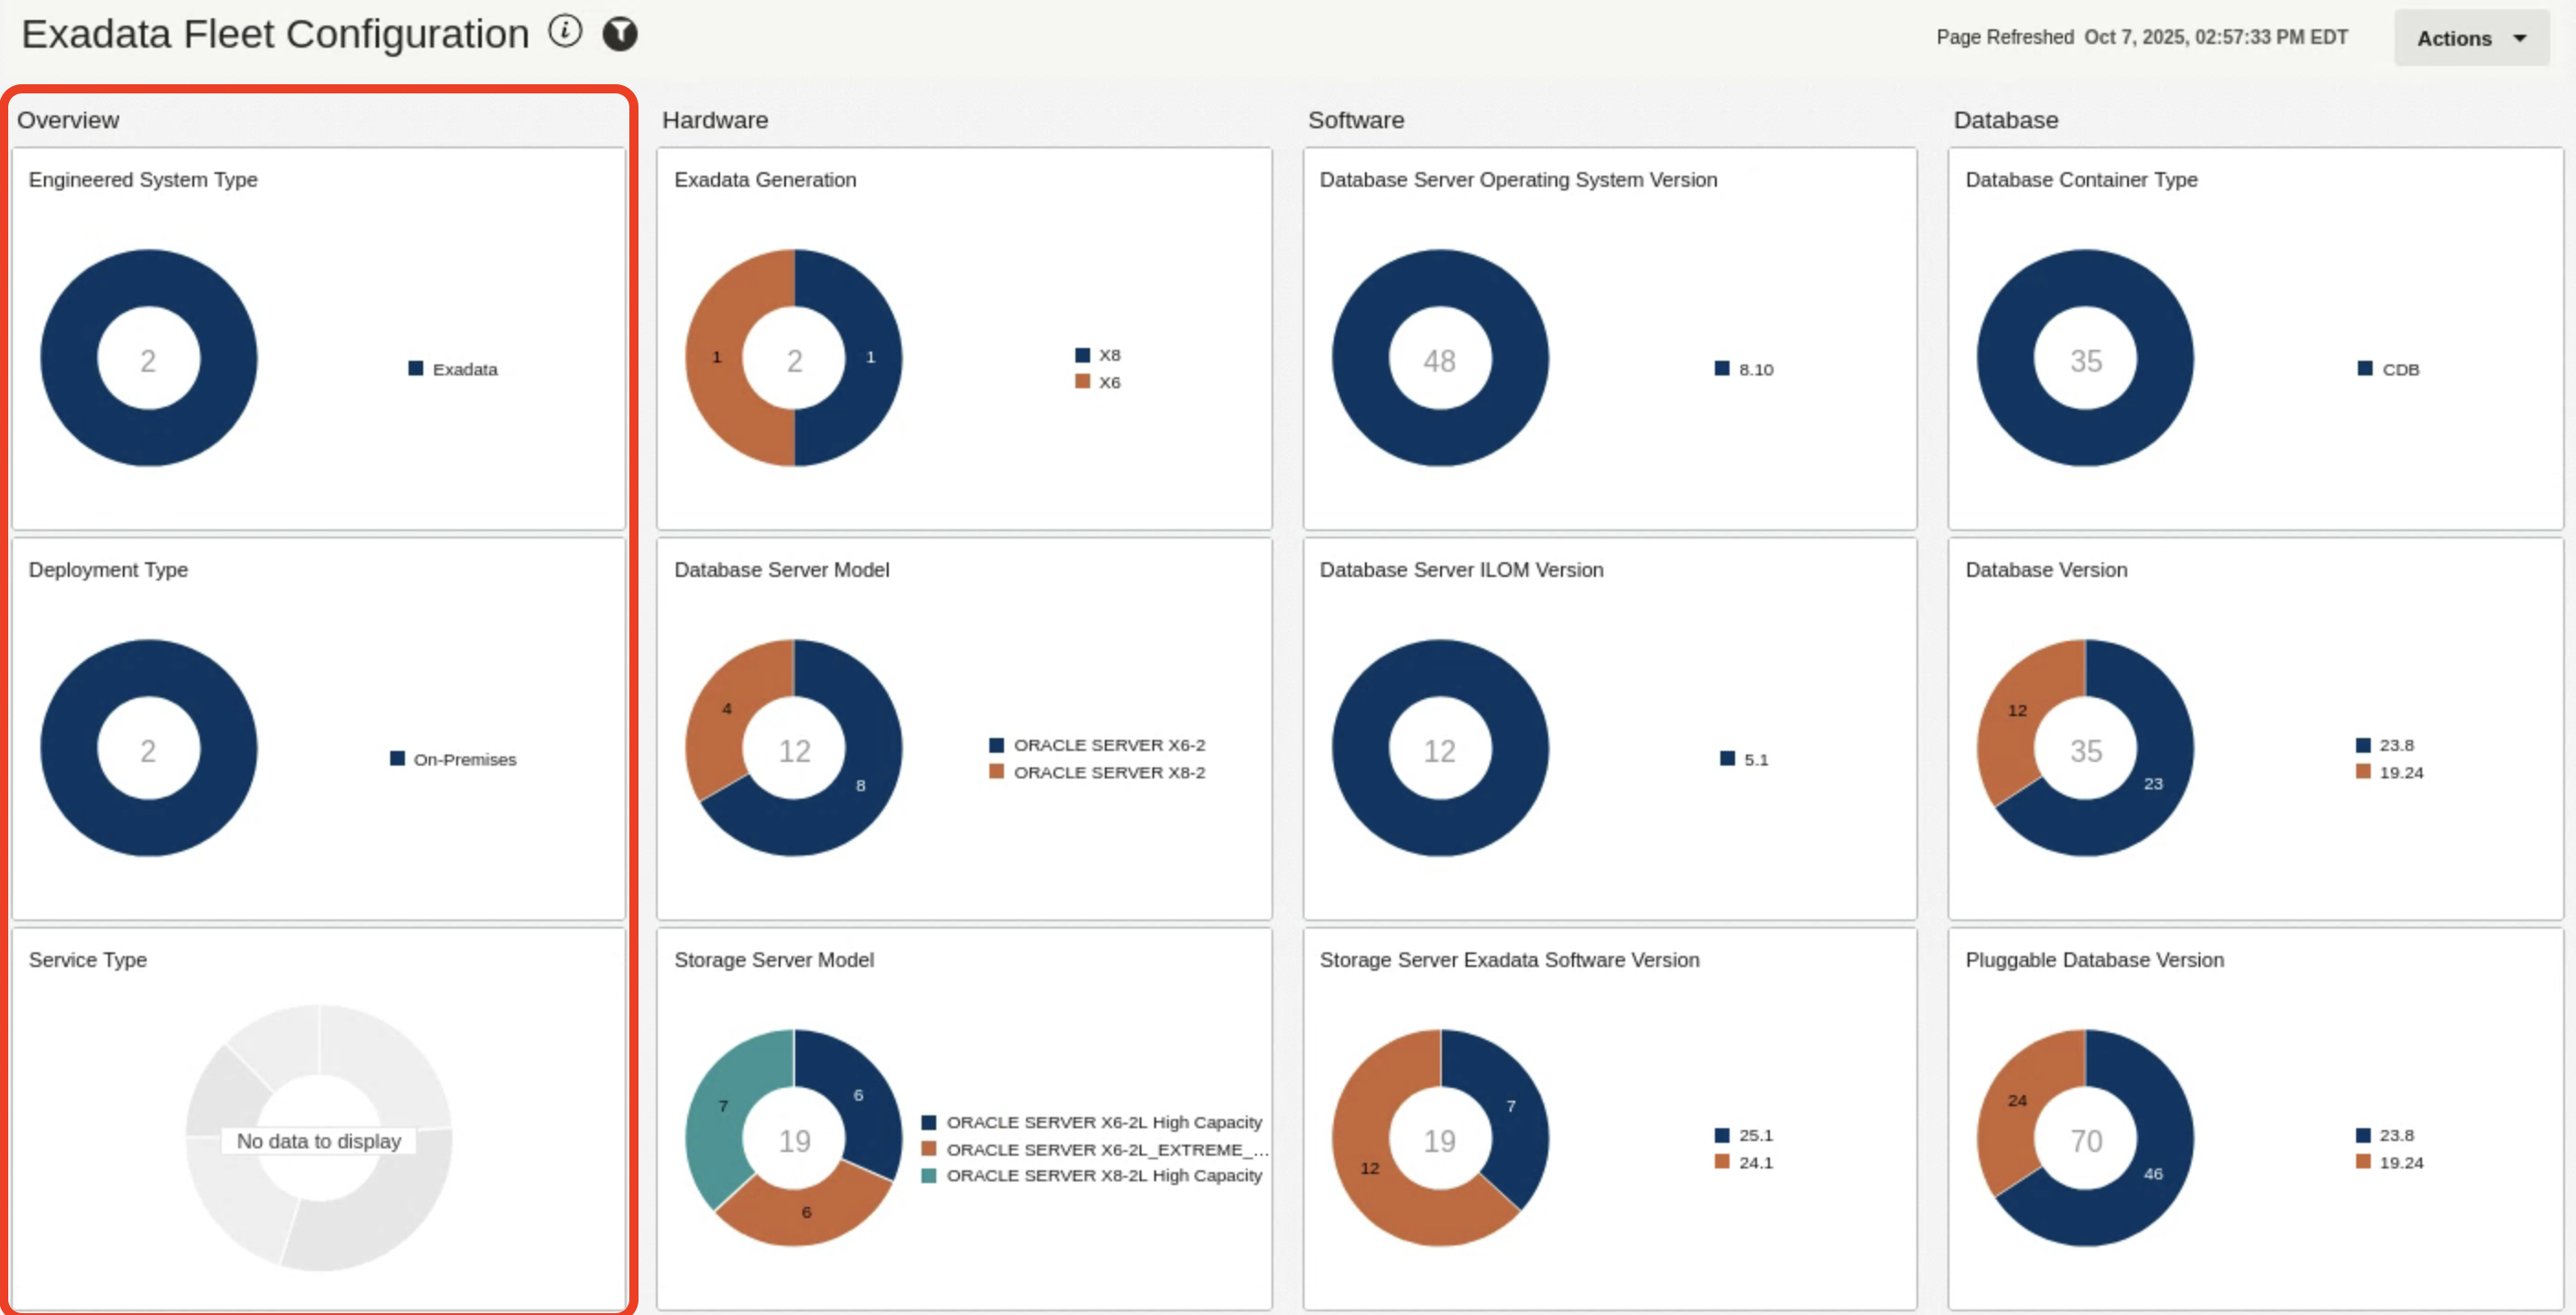 Exadata Fleet Configuration
Page Refreshed Oct 7, 2025, 02:57:33 PM EDT
Actions
Overview
Engineered System Type
2
Exadata
Deployment Type
2
On-Premises
Service Type
No data to display
Hardware
Exadata Generation
1
2
1
X8
X6
Database Server Model
4
12
8
ORACLE SERVER X6-2
ORACLE SERVER X8-2
Storage Server Model
7
6
19
6
ORACLE SERVER X6-2L High Capacity
ORACLE SERVER X6-2L_EXTREME_...
ORACLE SERVER X8-2L High Capacity
Software
Database Server Operating System Version
48
8.10
Database Server ILOM Version
12
5.1
Storage Server Exadata Software Version
7
19
12
25.1
24.1
Database
Database Container Type
35
CDB
Database Version
12
35
23
23.8
19.24
Pluggable Database Version
24
70
46
23.8
19.24